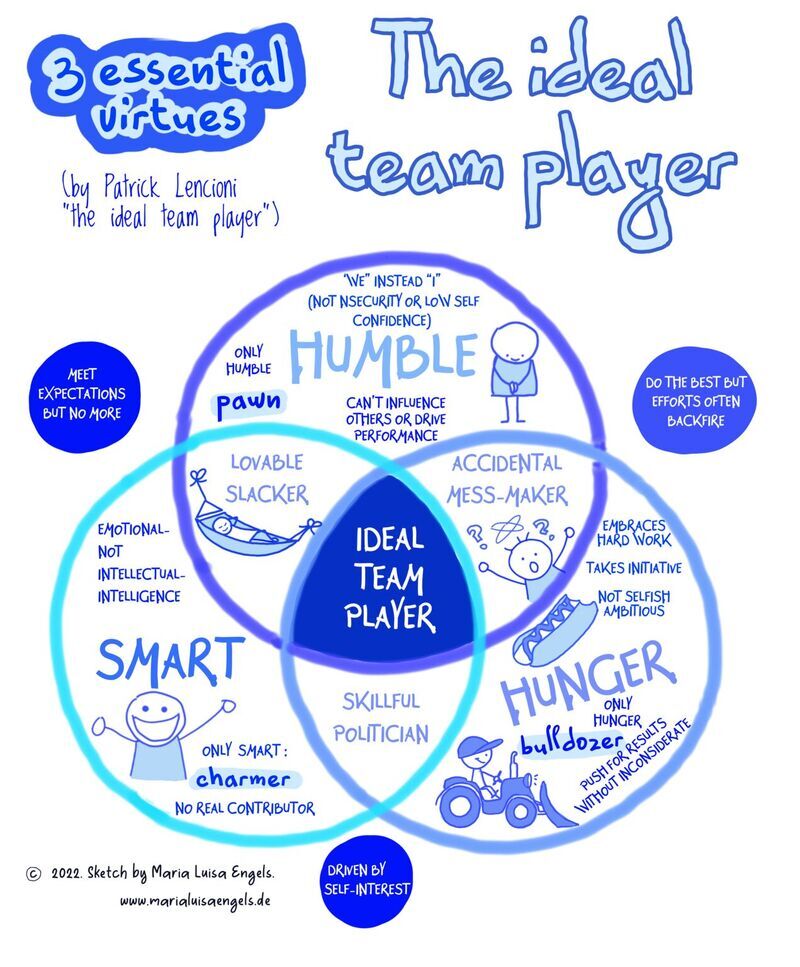 3 essential
virtues
(by Patrick Lencioni
"the ideal team player")
The ideal
team player
"WE" INSTEAD "I"
(NOT NSECURITY OR LOW SELF
CONFIDENCE)
HUMBLE
ONLY
HUMBLE
pawn
CAN'T INFLUENCE
OTHERS OR DRIVE
PERFORMANCE
MEET
EXPECTATIONS
BUT NO MORE
DO THE BEST BUT
EFFORTS OFTEN
BACKFIRE
LOVABLE
SLACKER
ACCIDENTAL
MESS-MAKER
? ?
IDEAL
TEAM
PLAYER
EMOTIONAL-
NOT
INTELLECTUAL-
INTELLIGENCE
SMART
ONLY SMART:
charmer
NO REAL CONTRIBUTOR
EMBRACES
HARD WORK
TAKES INITIATIVE
NOT SELFISH
AMBITIOUS
HUNGER
ONLY
HUNGER
bulldozer
PUSH FOR RESULTS
WITHOUT INCONSIDERATE
SKILLFUL
POLITICIAN
DRIVEN BY
SELF-INTEREST
© 2022. Sketch by Maria Luisa Engels.
www.marialuisaengels.de